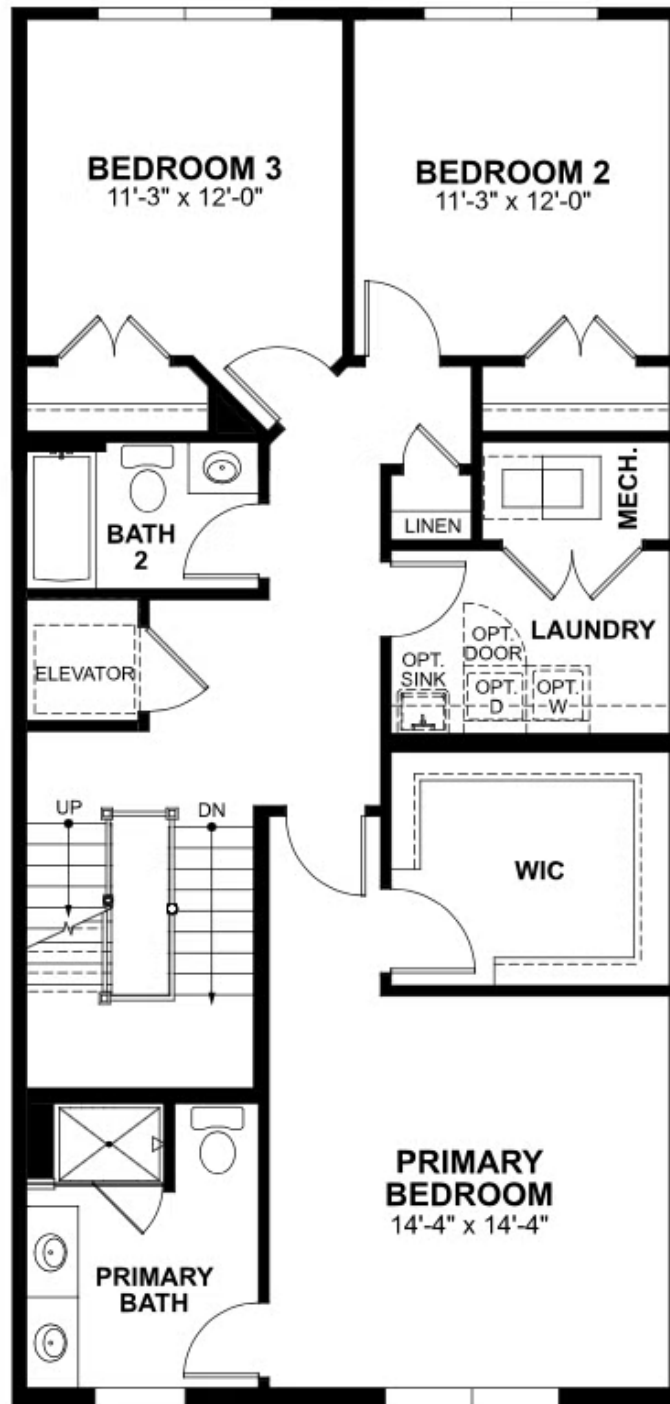 BEDROOM 3
11'-3" x 12'-0"
BEDROOM 2
11'-3" x 12'-0"
MECH.
BATH
2
LINEN
LAUNDRY
OPT.
DOOR
OPT.
SINK
OPT.
D
OPT.
W
ELEVATOR
UP
DN
WIC
PRIMARY
BEDROOM
14'-4" x 14'-4"
PRIMARY
BATH